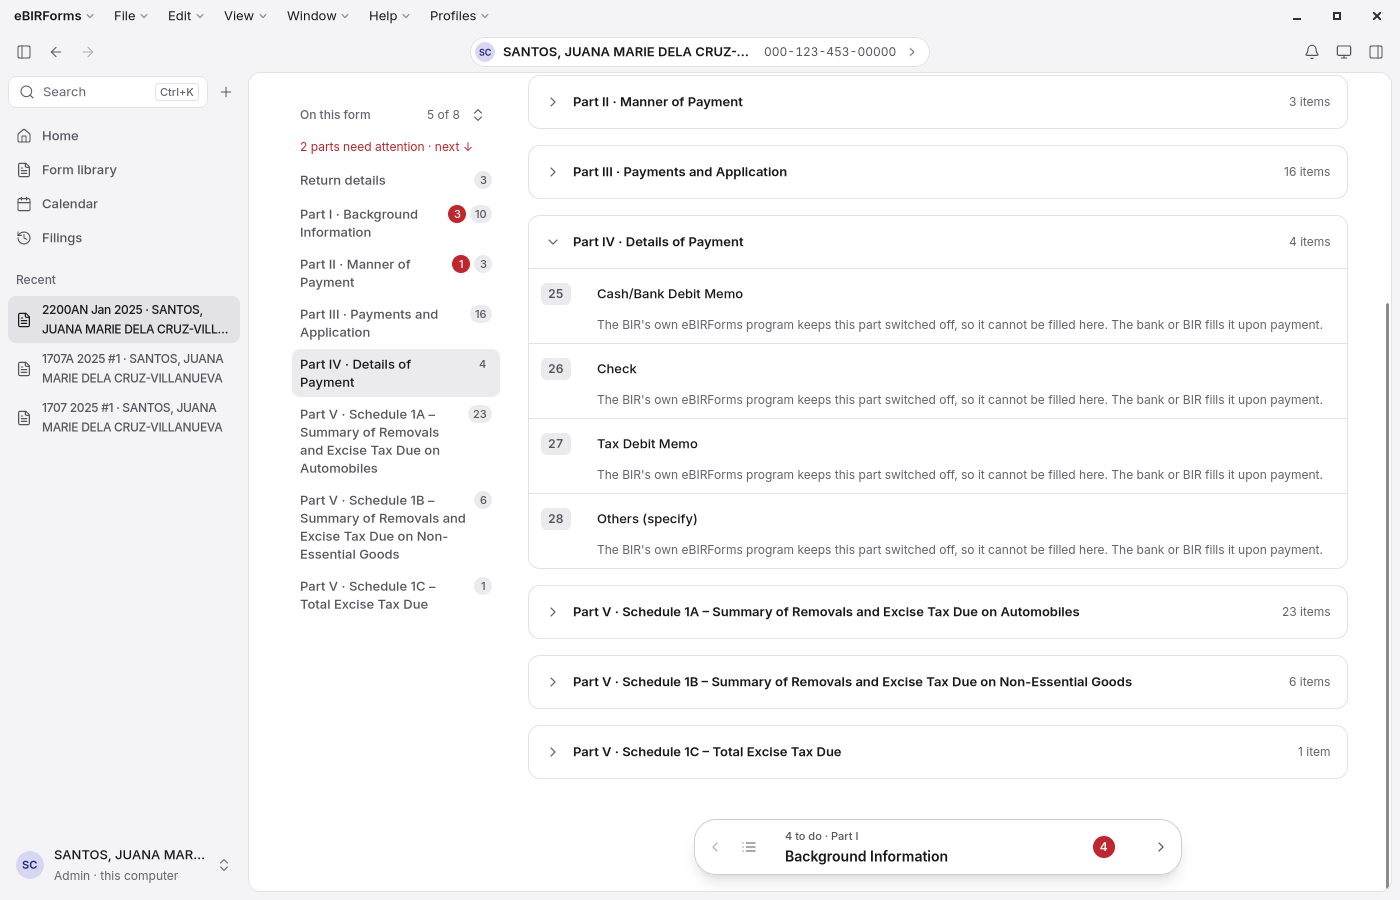 eBIRForms File Edit View Window Help Profiles
SC SANTOS, JUANA MARIE DELA CRUZ-... 000-123-453-00000
Search Ctrl+K
Home
Form library
Calendar
Filings
Recent
2200AN Jan 2025 · SANTOS,
JUANA MARIE DELA CRUZ-VILL...
1707A 2025 #1 · SANTOS, JUANA
MARIE DELA CRUZ-VILLANUEVA
1707 2025 #1 · SANTOS, JUANA
MARIE DELA CRUZ-VILLANUEVA
SC
SANTOS, JUANA MAR...
Admin · this computer
On this form 5 of 8
2 parts need attention · next ↓
Return details 3
Part I · Background 3 10
Information
Part II · Manner of 1 3
Payment
Part III · Payments and 16
Application
Part IV · Details of 4
Payment
Part V · Schedule 1A – 23
Summary of Removals
and Excise Tax Due on
Automobiles
Part V · Schedule 1B – 6
Summary of Removals and
Excise Tax Due on Non-
Essential Goods
Part V · Schedule 1C – 1
Total Excise Tax Due
Part II · Manner of Payment 3 items
Part III · Payments and Application 16 items
Part IV · Details of Payment 4 items
25 Cash/Bank Debit Memo
The BIR's own eBIRForms program keeps this part switched off, so it cannot be filled here. The bank or BIR fills it upon payment.
26 Check
The BIR's own eBIRForms program keeps this part switched off, so it cannot be filled here. The bank or BIR fills it upon payment.
27 Tax Debit Memo
The BIR's own eBIRForms program keeps this part switched off, so it cannot be filled here. The bank or BIR fills it upon payment.
28 Others (specify)
The BIR's own eBIRForms program keeps this part switched off, so it cannot be filled here. The bank or BIR fills it upon payment.
Part V · Schedule 1A – Summary of Removals and Excise Tax Due on Automobiles 23 items
Part V · Schedule 1B – Summary of Removals and Excise Tax Due on Non-Essential Goods 6 items
Part V · Schedule 1C – Total Excise Tax Due 1 item
4 to do · Part I
Background Information 4